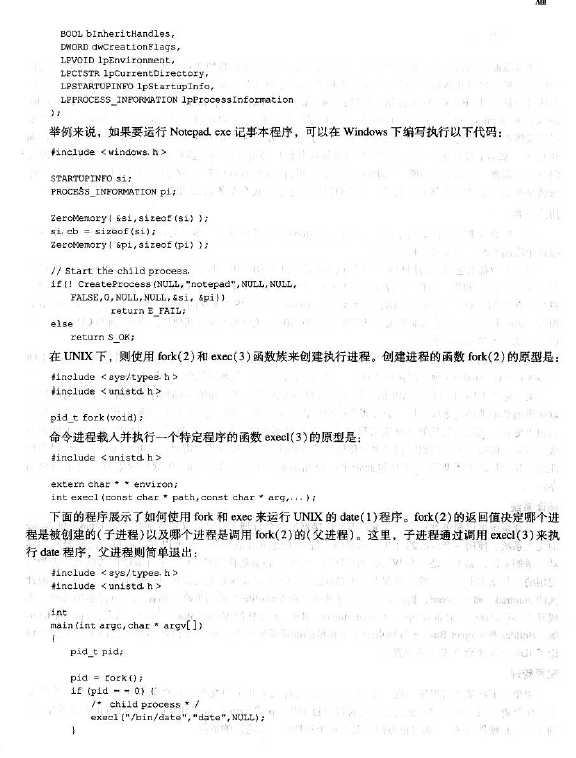 BOOL bInheritHandles,
DWORD dwCreationFlags,
LPVOID lpEnvironment,
LPCTSTR lpCurrentDirectory,
LPSTARTUPINFO lpStartupInfo,
LPPROCESS_INFORMATION lpProcessInformation
);
举例来说，如果要运行 Notepad. exe 记事本程序，可以在 Windows 下编写执行以下代码：
#include <windows.h>
STARTUPINFO si;
PROCESS_INFORMATION pi;
ZeroMemory( &si,sizeof(si) );
si.cb = sizeof(si);
ZeroMemory( &pi,sizeof(pi) );
// Start the child process.
if(! CreateProcess(NULL,"notepad",NULL,NULL,
FALSE,0,NULL,NULL,&si, &pi))
return E_FAIL;
else
return S_OK;
在 UNIX 下，则使用 fork(2)和 exec(3)函数族来创建执行进程。创建进程的函数 fork(2)的原型是：
#include <sys/types.h>
#include <unistd.h>
pid_t fork(void);
命令进程载人并执行一个特定程序的函数 execl(3)的原型是：
#include <unistd.h>
extern char * * environ;
int execl(const char * path,const char * arg,... );
下面的程序展示了如何使用 fork 和 exec 来运行 UNIX 的 date(1)程序。fork(2)的返回值决定哪个进
程是被创建的(子进程)以及哪个进程是调用 fork(2)的(父进程)。这里，子进程通过调用 execl(3)来执
行 date 程序，父进程则简单退出：
#include <sys/types.h>
#include <unistd.h>
int
main(int argc,char * argv[])
{
pid_t pid;
pid = fork();
if (pid = = 0) {
/* child process * /
execl("/bin/date","date",NULL);
}